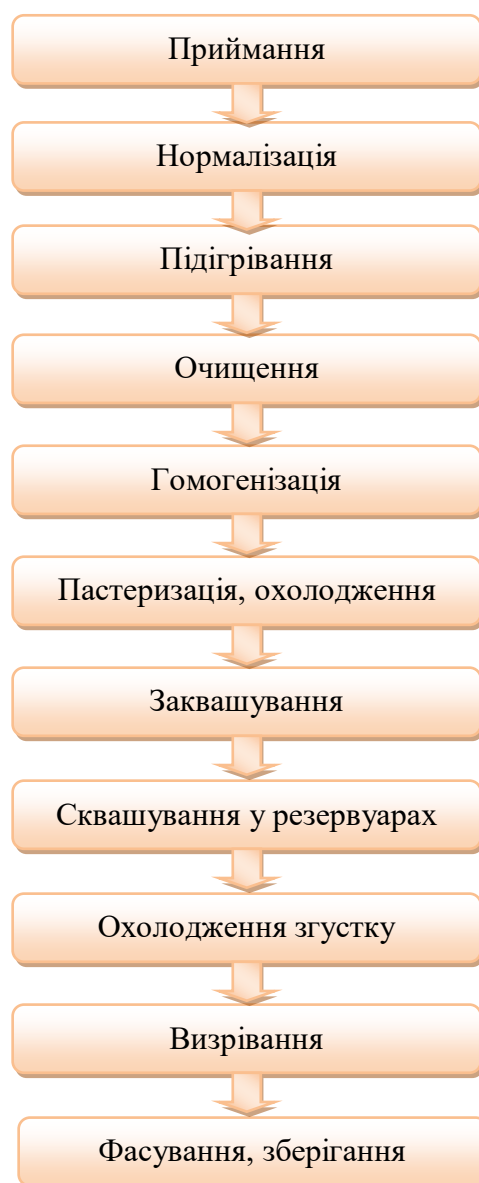 Приймання
Нормалізація
Підігрівання
Очищення
Гомогенізація
Пастеризація, охолодження
Заквашування
Сквашування у резервуарах
Охолодження згустку
Визрівання
Фасування, зберігання